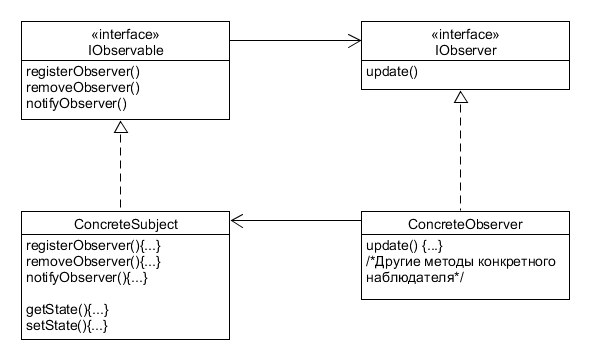 «interface»
IObservable
registerObserver()
removeObserver()
notifyObserver()
«interface»
IObserver
update()
ConcreteSubject
registerObserver(){...}
removeObserver(){...}
notifyObserver(){...}
getState(){...}
setState(){...}
ConcreteObserver
update() {...}
/*Другие методы конкретного
наблюдателя*/